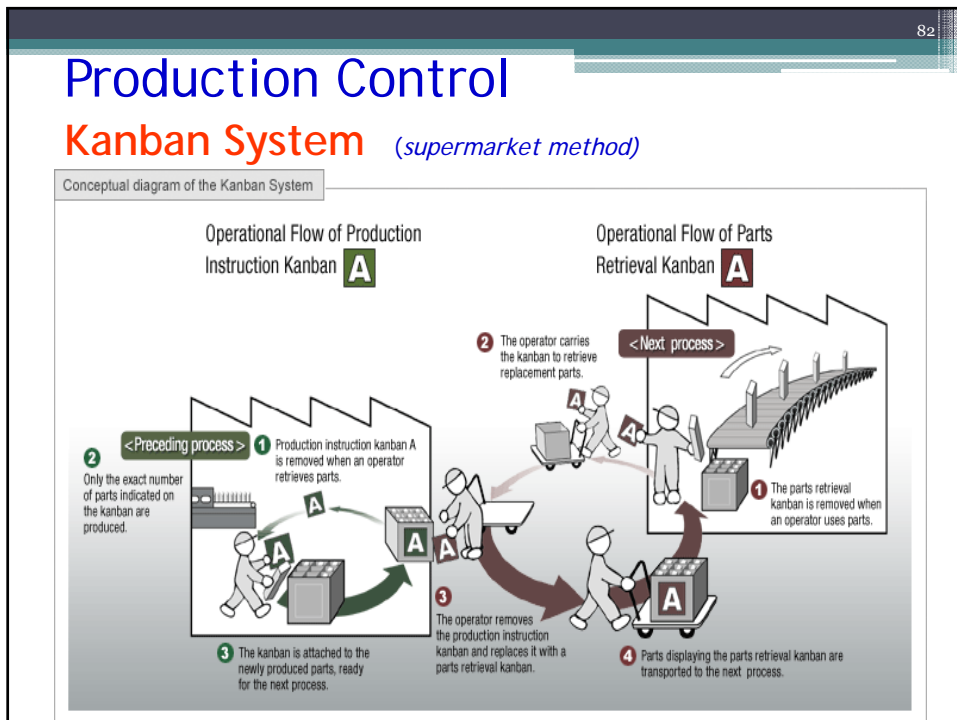 82
Production Control
Kanban System (supermarket method)
Conceptual diagram of the Kanban System
Operational Flow of Production
Instruction Kanban A
Operational Flow of Parts
Retrieval Kanban A
2 The operator carries
the kanban to retrieve
replacement parts.
<Next process>
A
A
1 The parts retrieval
kanban is removed when
an operator uses parts.
<Preceding process>
1 Production instruction kanban A
is removed when an operator
retrieves parts.
2
Only the exact number
of parts indicated on
the kanban are
produced.
A
A
A
A
A
3
The operator removes
the production instruction
kanban and replaces it with a
parts retrieval kanban.
3 The kanban is attached to the
newly produced parts, ready
for the next process.
4 Parts displaying the parts retrieval kanban are
transported to the next process.